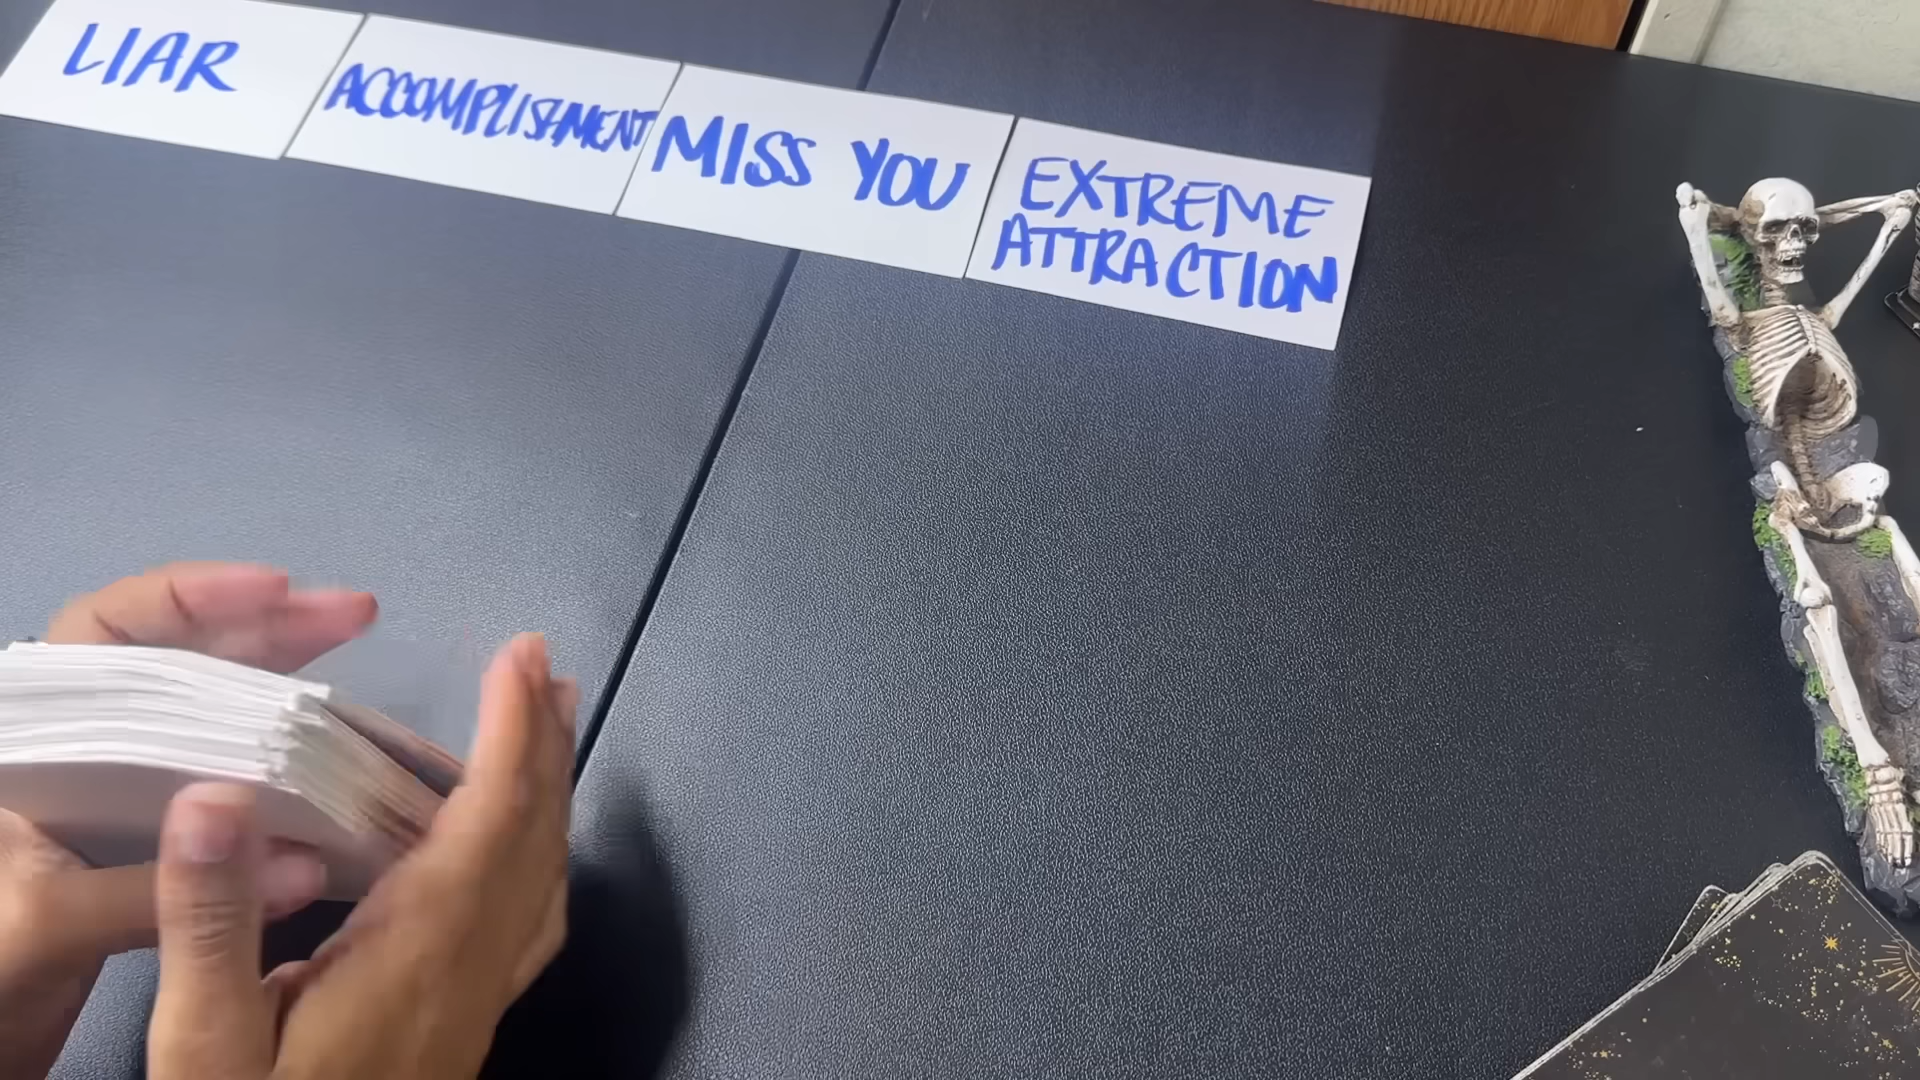 LIAR
ACCOMPLISHMENT
MISS YOU
EXTREME
ATTRACTION